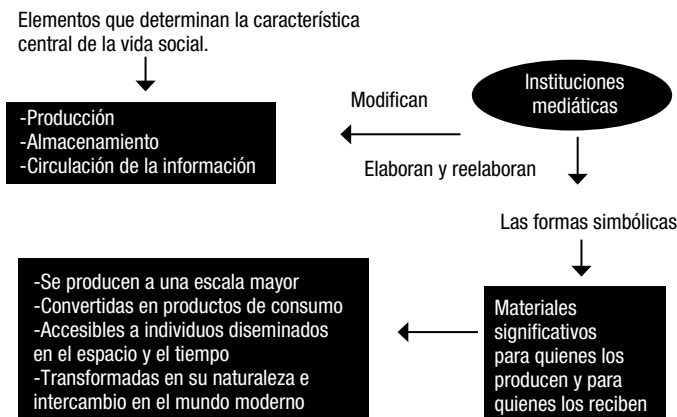 Elementos que determinan la característica
central de la vida social.
Instituciones
mediáticas
Modifican
-Producción
-Almacenamiento
-Circulación de la información
Elaboran y reelaboran
Las formas simbólicas
-Se producen a una escala mayor
-Convertidas en productos de consumo
-Accesibles a individuos diseminados
en el espacio y el tiempo
-Transformadas en su naturaleza e
intercambio en el mundo moderno
Materiales
significativos
para quienes los
producen y para
quienes los reciben